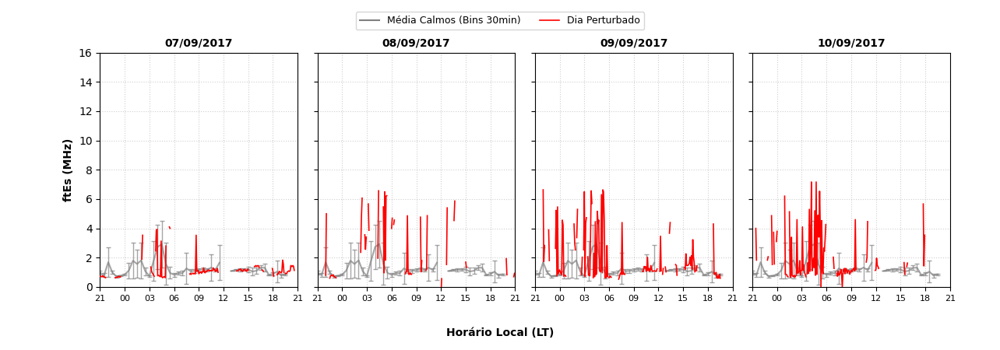 Média Calmos (Bins 30min) Dia Perturbado
07/09/2017 08/09/2017 09/09/2017 10/09/2017
16
14
12
10
8
6
4
2
0
ftEs (MHz)
21 00 03 06 09 12 15 18 21 21 00 03 06 09 12 15 18 21 21 00 03 06 09 12 15 18 21 21 00 03 06 09 12 15 18 21
Horário Local (LT)